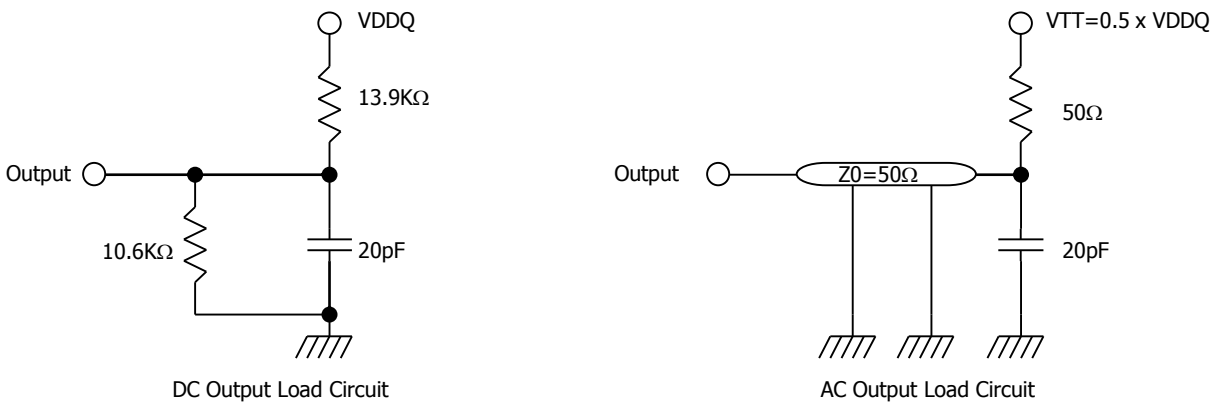 VDDQ
13.9KΩ
Output
10.6KΩ
20pF
DC Output Load Circuit
VTT=0.5 x VDDQ
50Ω
Output
Z0=50Ω
20pF
AC Output Load Circuit